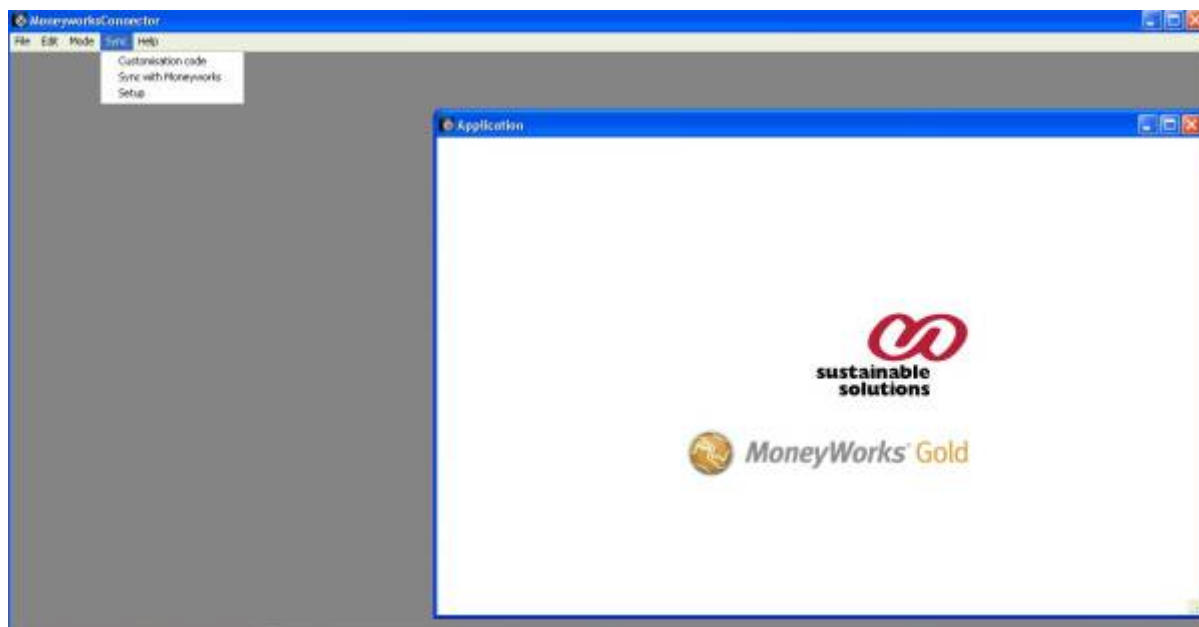 MoneyworksConnector
File Edit Mode Sync Help
Customisation code
Sync with Moneyworks
Setup
Application
sustainable
solutions
MoneyWorks Gold